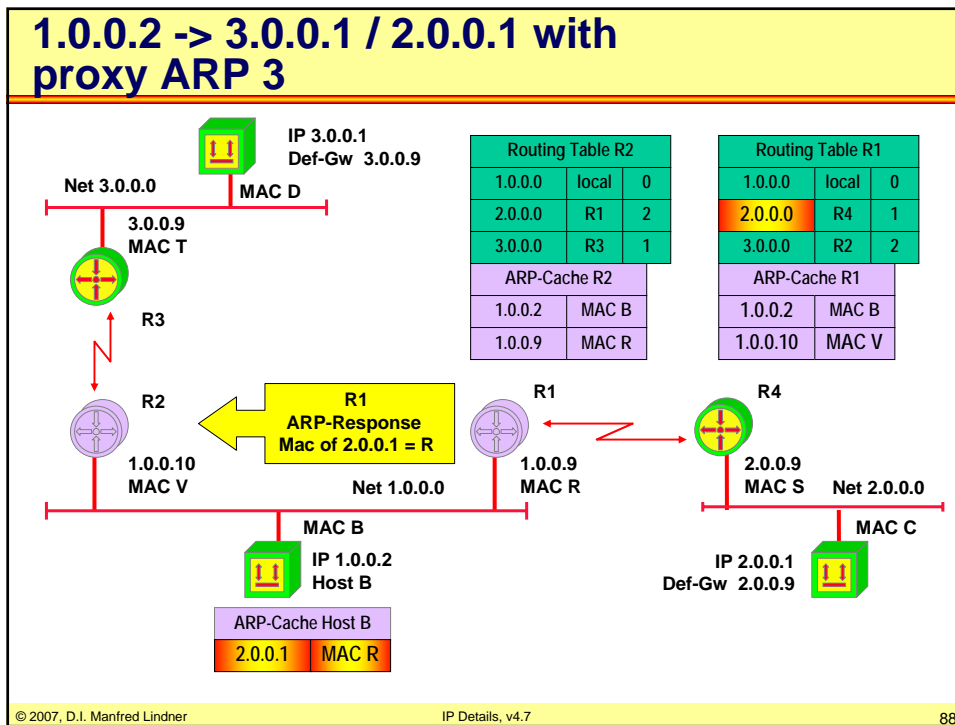 1.0.0.2 -> 3.0.0.1 / 2.0.0.1 with
proxy ARP 3
IP 3.0.0.1
Def-Gw 3.0.0.9
Net 3.0.0.0
MAC D
3.0.0.9
MAC T
R3
Routing Table R2
1.0.0.0 local 0
2.0.0.0 R1 2
3.0.0.0 R3 1
ARP-Cache R2
1.0.0.2 MAC B
1.0.0.9 MAC R
Routing Table R1
1.0.0.0 local 0
2.0.0.0 R4 1
3.0.0.0 R2 2
ARP-Cache R1
1.0.0.2 MAC B
1.0.0.10 MAC V
R2
R1
ARP-Response
Mac of 2.0.0.1 = R
R1
R4
1.0.0.10
MAC V
Net 1.0.0.0
1.0.0.9
MAC R
2.0.0.9
MAC S
Net 2.0.0.0
MAC B
IP 1.0.0.2
Host B
MAC C
IP 2.0.0.1
Def-Gw 2.0.0.9
ARP-Cache Host B
2.0.0.1 MAC R
© 2007, D.I. Manfred Lindner
IP Details, v4.7
88